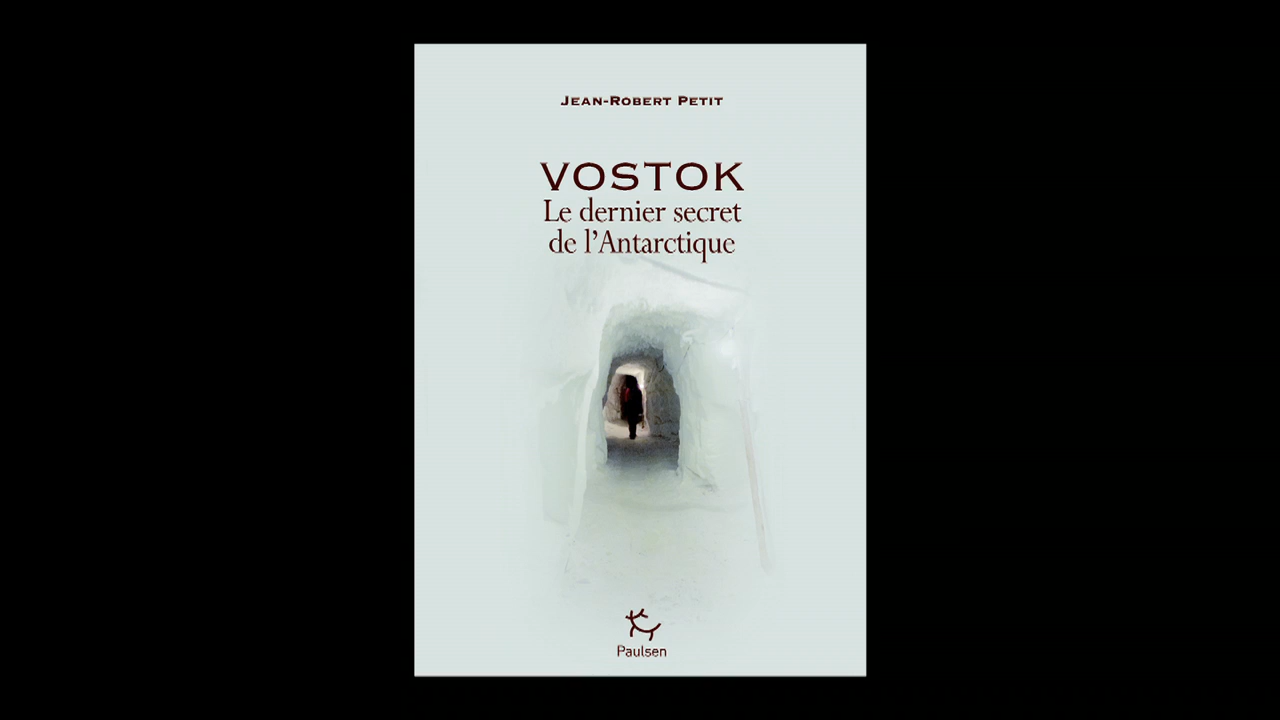 JEAN-ROBERT PETIT
VOSTOK
Le dernier secret
de l’Antarctique
Paulsen